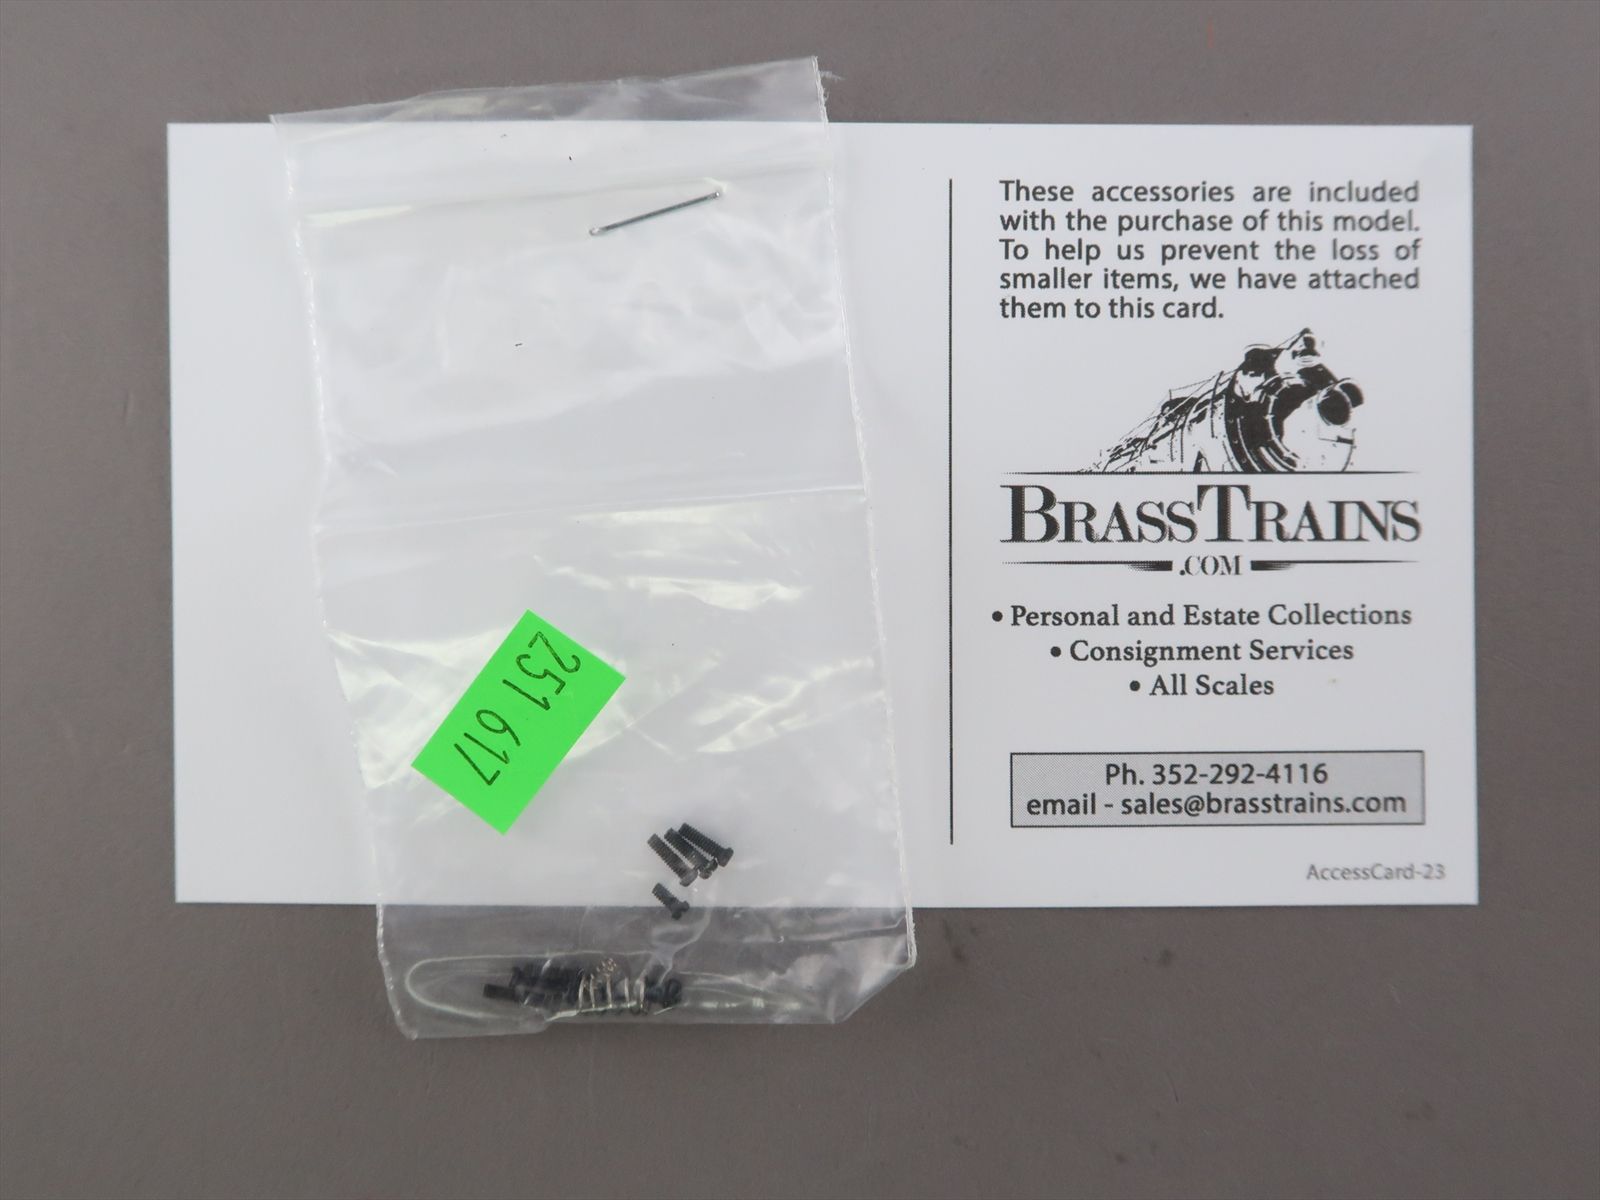 These accessories are included
with the purchase of this model.
To help us prevent the loss of
smaller items, we have attached
them to this card.
BRASSTRAINS
.COM
• Personal and Estate Collections
• Consignment Services
• All Scales
Ph. 352-292-4116
email - sales@brasstrains.com
AccessCard-23
251 617